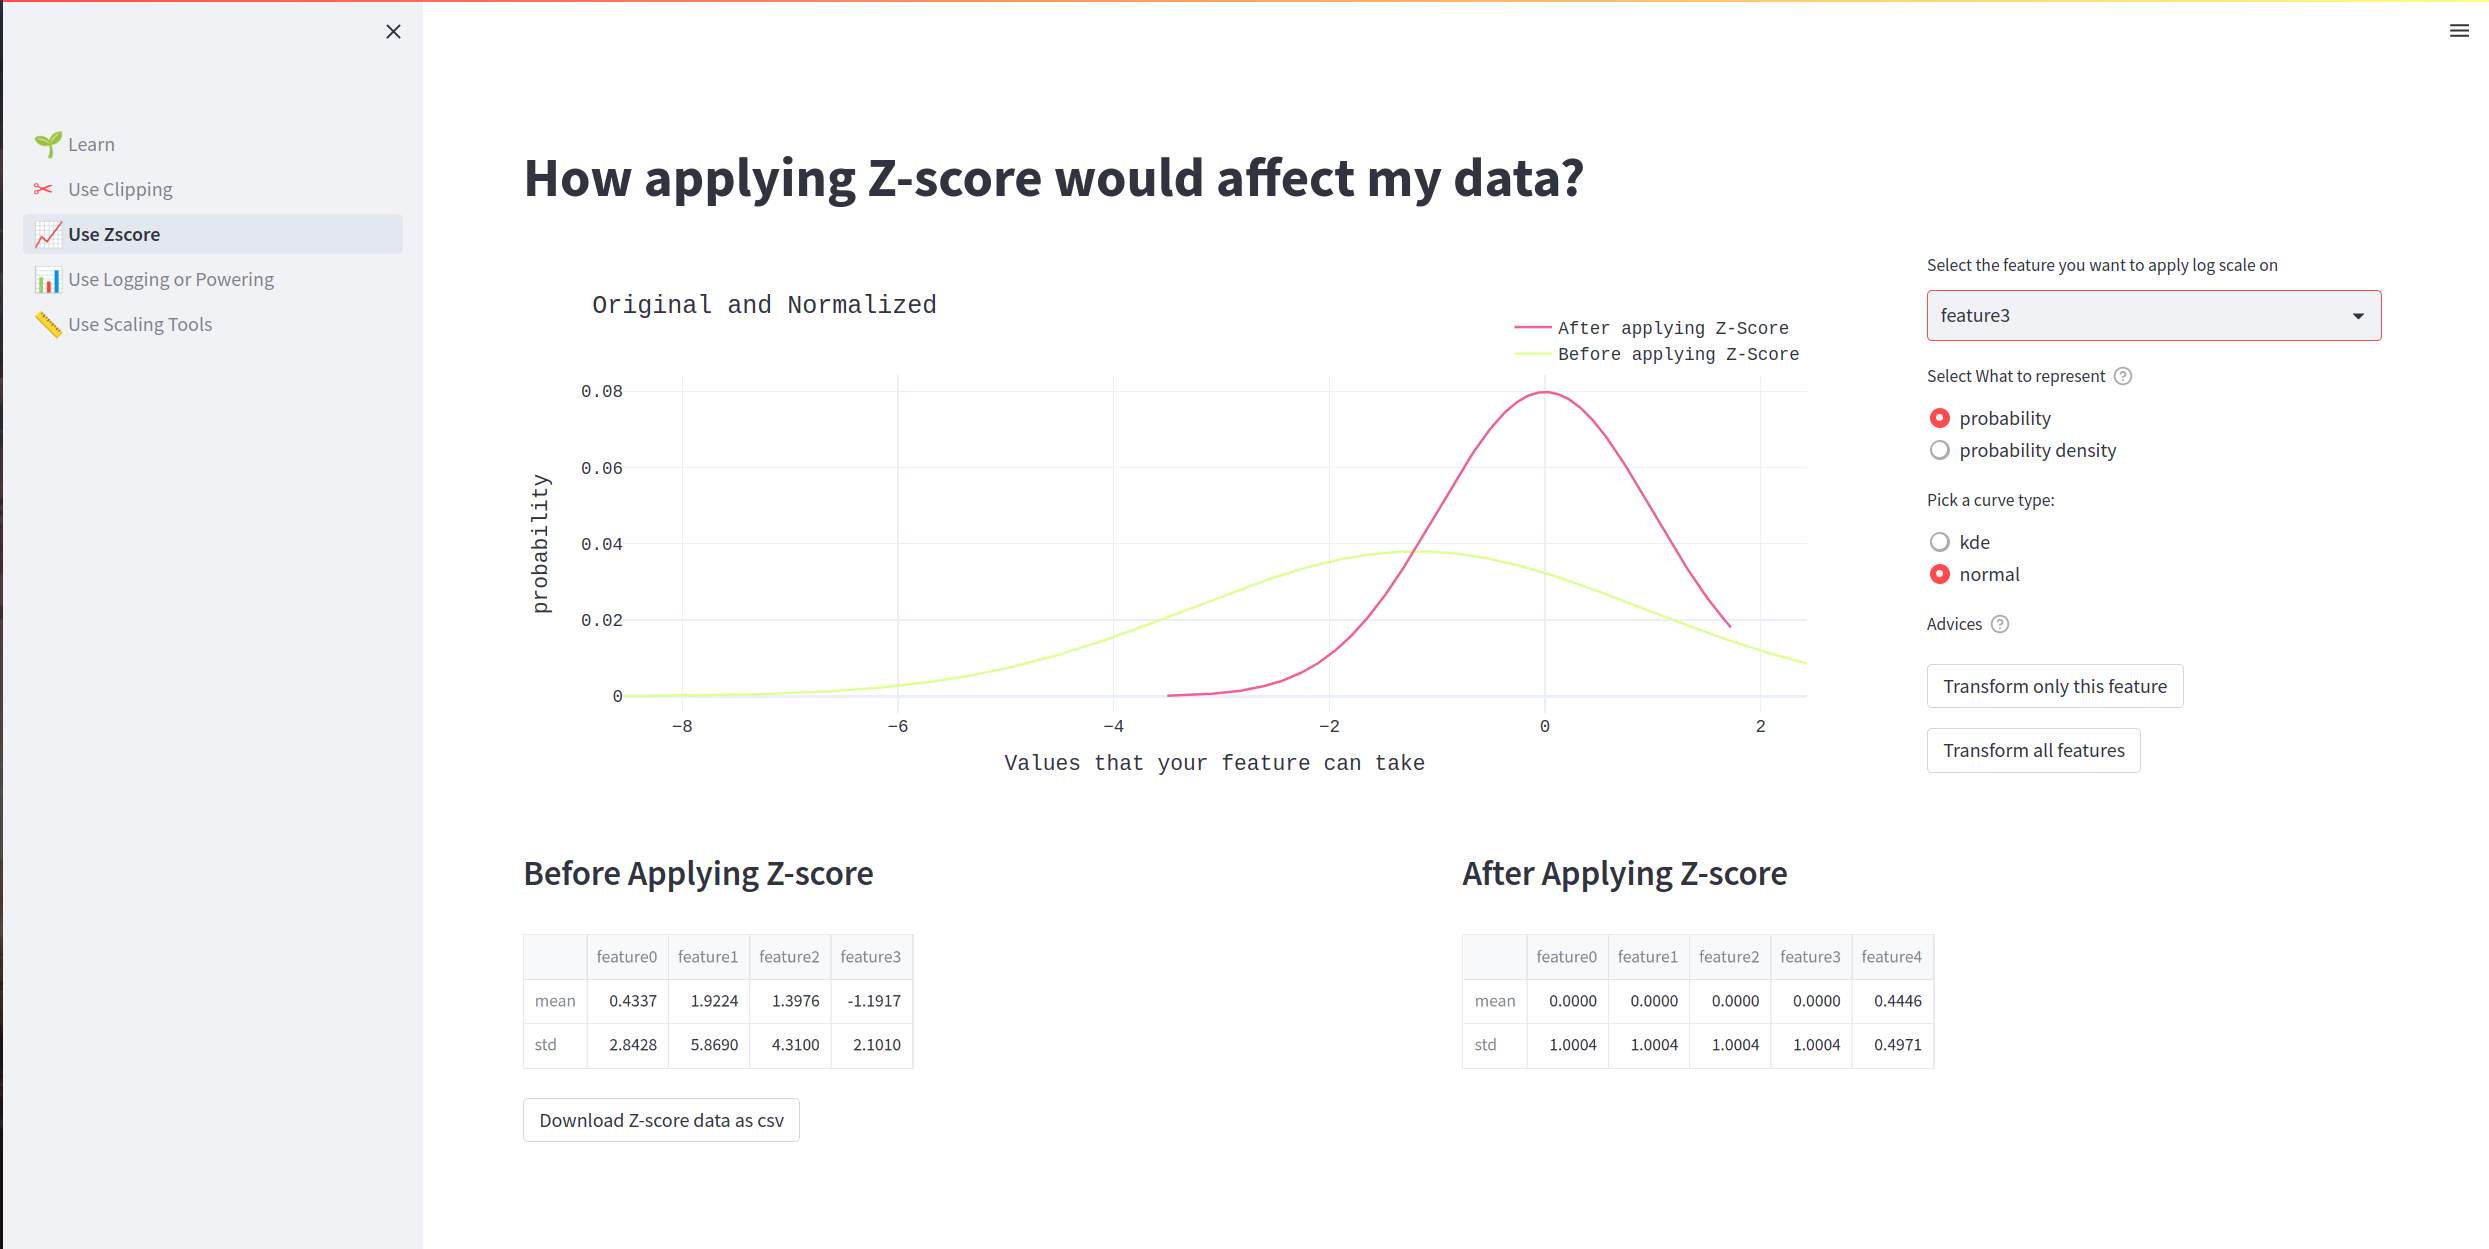 Learn
Use Clipping
Use Zscore
Use Logging or Powering
Use Scaling Tools
How applying Z-score would affect my data?
Original and Normalized
After applying Z-Score
Before applying Z-Score
0.08
0.06
0.04
0.02
0
probability
−8 −6 −4 −2 0 2
Values that your feature can take
Select the feature you want to apply log scale on
feature3
Select What to represent ?
probability
probability density
Pick a curve type:
kde
normal
Advices ?
Transform only this feature
Transform all features
Before Applying Z-score
feature0 feature1 feature2 feature3
mean 0.4337 1.9224 1.3976 -1.1917
std 2.8428 5.8690 4.3100 2.1010
Download Z-score data as csv
After Applying Z-score
feature0 feature1 feature2 feature3 feature4
mean 0.0000 0.0000 0.0000 0.0000 0.4446
std 1.0004 1.0004 1.0004 1.0004 0.4971